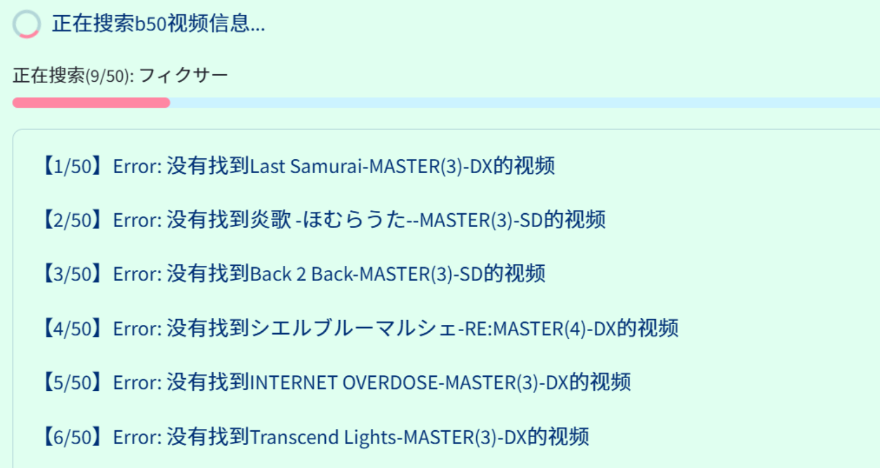 正在搜索b50视频信息...
正在搜索(9/50): フィクサー
【1/50】Error: 没有找到Last Samurai-MASTER(3)-DX的视频
【2/50】Error: 没有找到炎歌 -ほむらうた--MASTER(3)-SD的视频
【3/50】Error: 没有找到Back 2 Back-MASTER(3)-SD的视频
【4/50】Error: 没有找到シエルブルーマルシェ-RE:MASTER(4)-DX的视频
【5/50】Error: 没有找到INTERNET OVERDOSE-MASTER(3)-DX的视频
【6/50】Error: 没有找到Transcend Lights-MASTER(3)-DX的视频